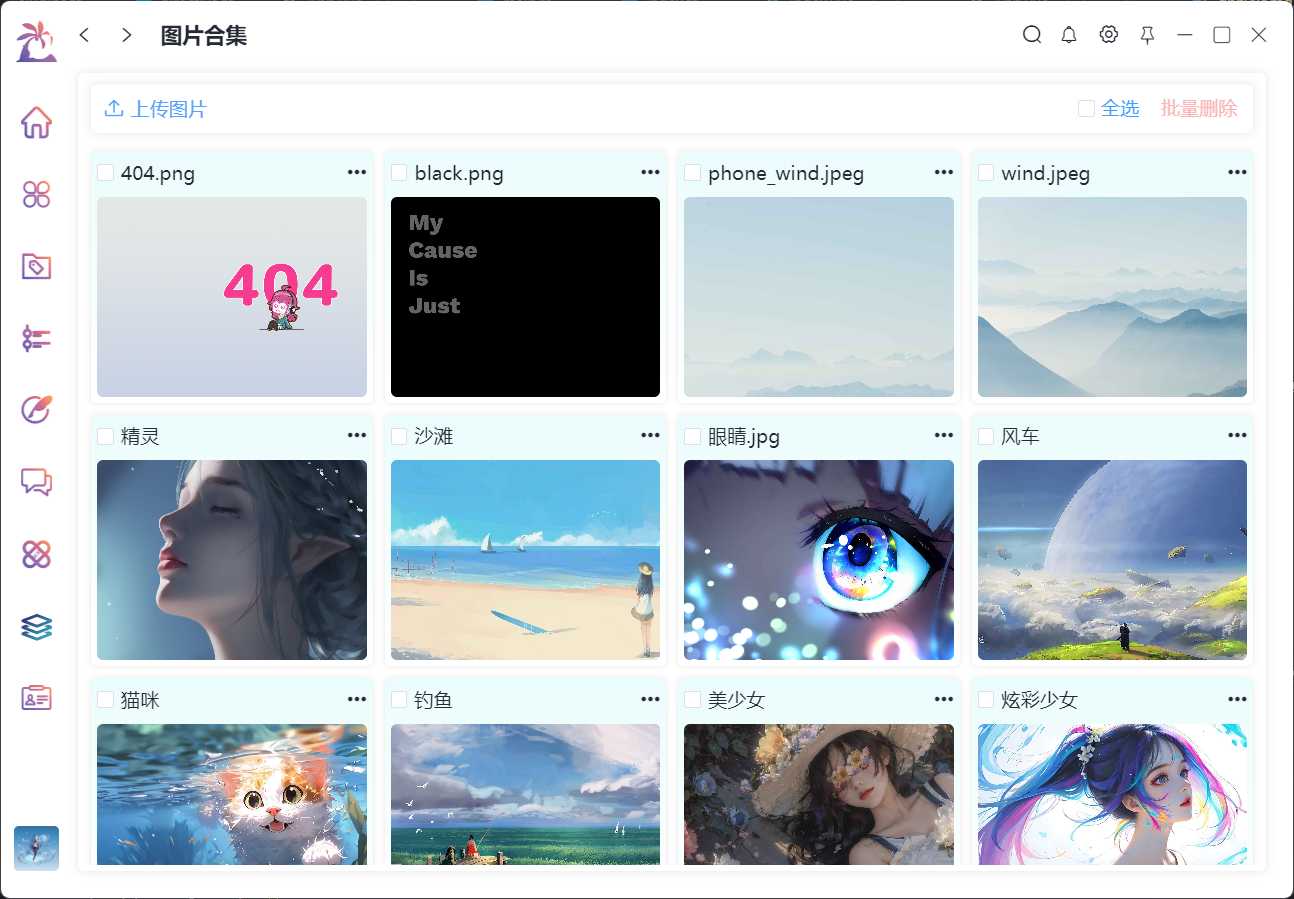 图片合集
上传图片
全选 批量删除
404.png
black.png
phone_wind.jpeg
wind.jpeg
404
My
Cause
Is
Just
精灵
沙滩
眼睛.jpg
风车
猫咪
钓鱼
美少女
炫彩少女